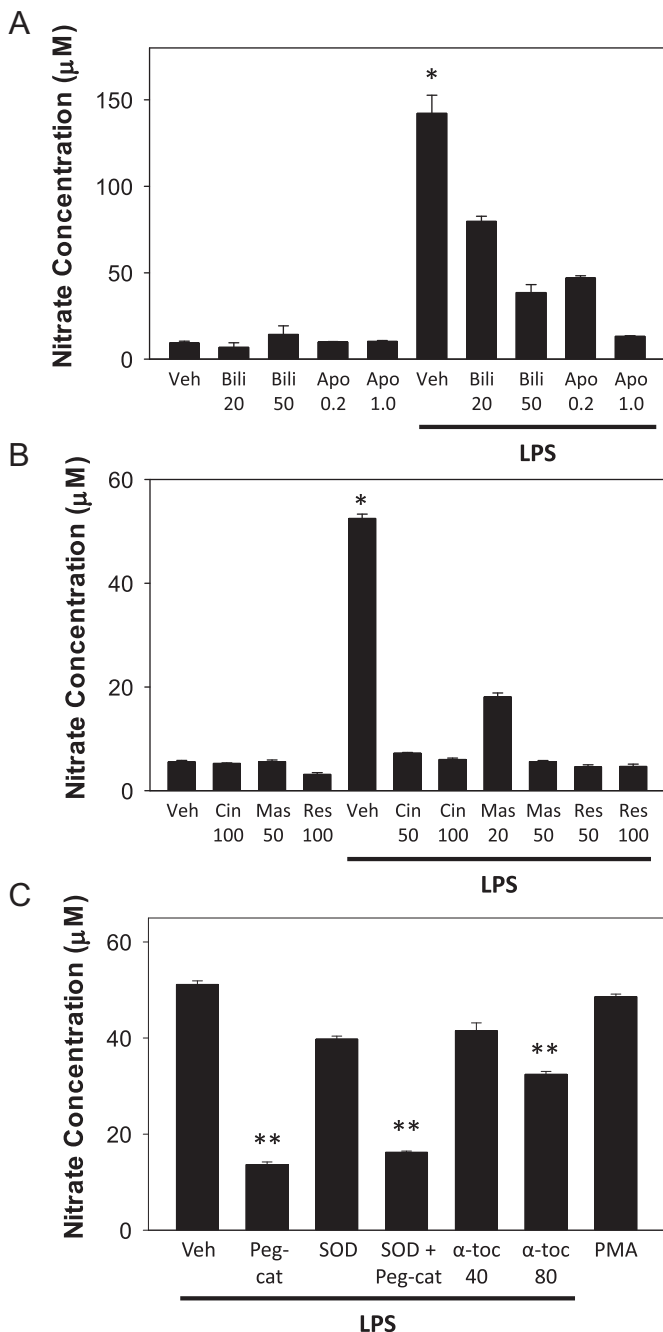 A
Nitrate Concentration (μM)
150
100
50
0
Veh Bili Bili Apo Apo Veh Bili Bili Apo Apo
20 50 0.2 1.0 20 50 0.2 1.0
*
LPS
B
Nitrate Concentration (μM)
60
40
20
0
*
Veh Cin Mas Res Veh Cin Cin Mas Mas Res Res
100 50 100 50 100 20 50 50 100
LPS
C
Nitrate Concentration (μM)
60
40
20
0
** ** **
Veh Peg- SOD SOD + α-toc α-toc PMA
cat Peg-cat 40 80
LPS